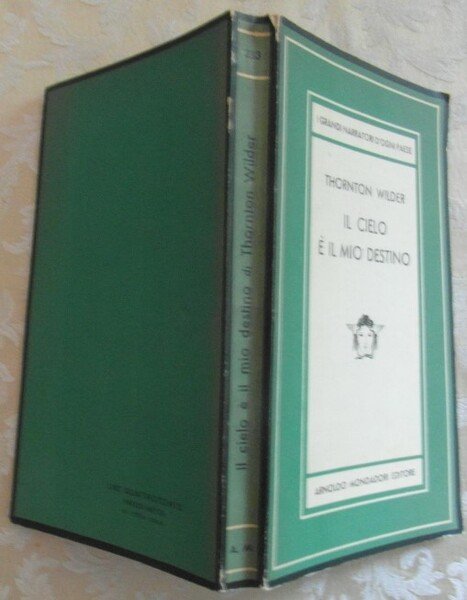 I GRANDI NARRATORI D'OGNI PAESE
THORNTON WILDER
IL CIELO
È IL MIO DESTINO
ARNOLDO MONDADORI EDITORE
Il cielo è il mio destino di Thornton Wilder